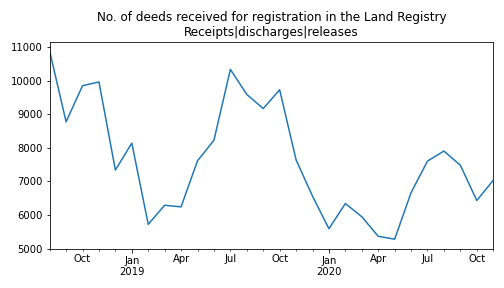 No. of deeds received for registration in the Land Registry
Receipts|discharges|releases
11000
10000
9000
8000
7000
6000
5000
Oct
Jan
2019
Apr
Jul
Oct
Jan
2020
Apr
Jul
Oct